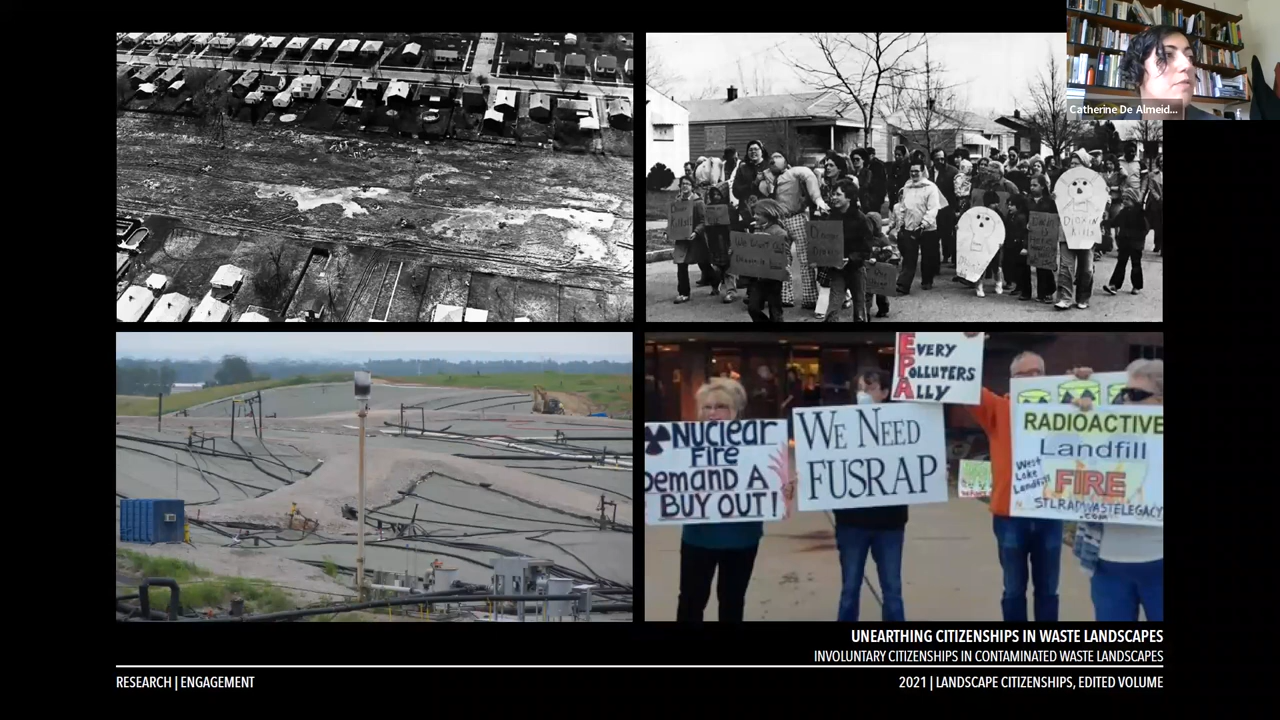 Catherine De Almeid...
DIOXIN
KILLS
EVERY
POLLUTERS
ALLY
NUCLEAR
FIRE
DEMAND A
BUY OUT!
WE NEED
FUSRAP
RADIOACTIVE
Landfill
West
Lake
Landfill
FIRE
STLRADWASTELEGACY
.COM
UNEARTHING CITIZENSHIPS IN WASTE LANDSCAPES
INVOLUNTARY CITIZENSHIPS IN CONTAMINATED WASTE LANDSCAPES
RESEARCH | ENGAGEMENT
2021 | LANDSCAPE CITIZENSHIPS, EDITED VOLUME